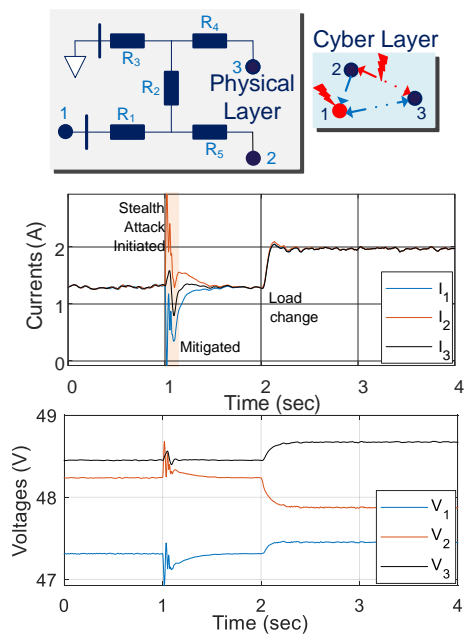 R3
R4
Cyber Layer
R2
3
Physical
Layer
2
3
1
1
R1
R5
2
Stealth
Attack
Initiated
Currents (A)
2
1
0
Load
change
Mitigated
I1
I2
I3
0
1
2
3
4
Time (sec)
49
48
47
Voltages (V)
V1
V2
V3
0
1
2
3
4
Time (sec)